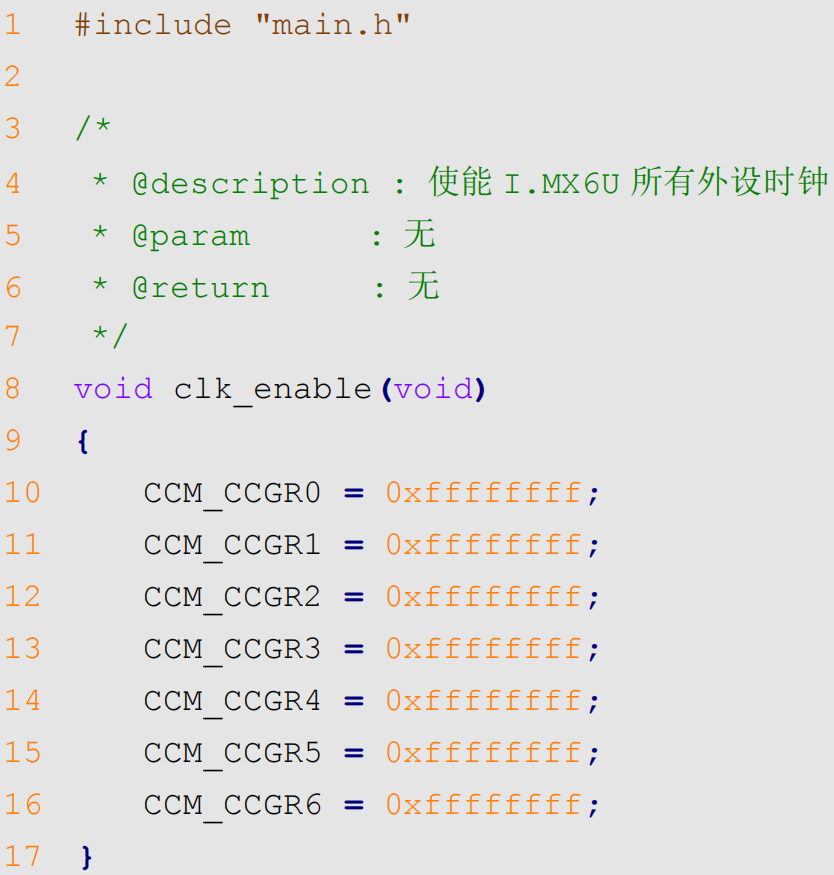 1 #include "main.h"
2
3 /*
4  * @description : 使能 I.MX6U 所有外设时钟
5  * @param      : 无
6  * @return     : 无
7  */
8 void clk_enable(void)
9 {
10    CCM_CCGR0 = 0xffffffff;
11    CCM_CCGR1 = 0xffffffff;
12    CCM_CCGR2 = 0xffffffff;
13    CCM_CCGR3 = 0xffffffff;
14    CCM_CCGR4 = 0xffffffff;
15    CCM_CCGR5 = 0xffffffff;
16    CCM_CCGR6 = 0xffffffff;
17 }